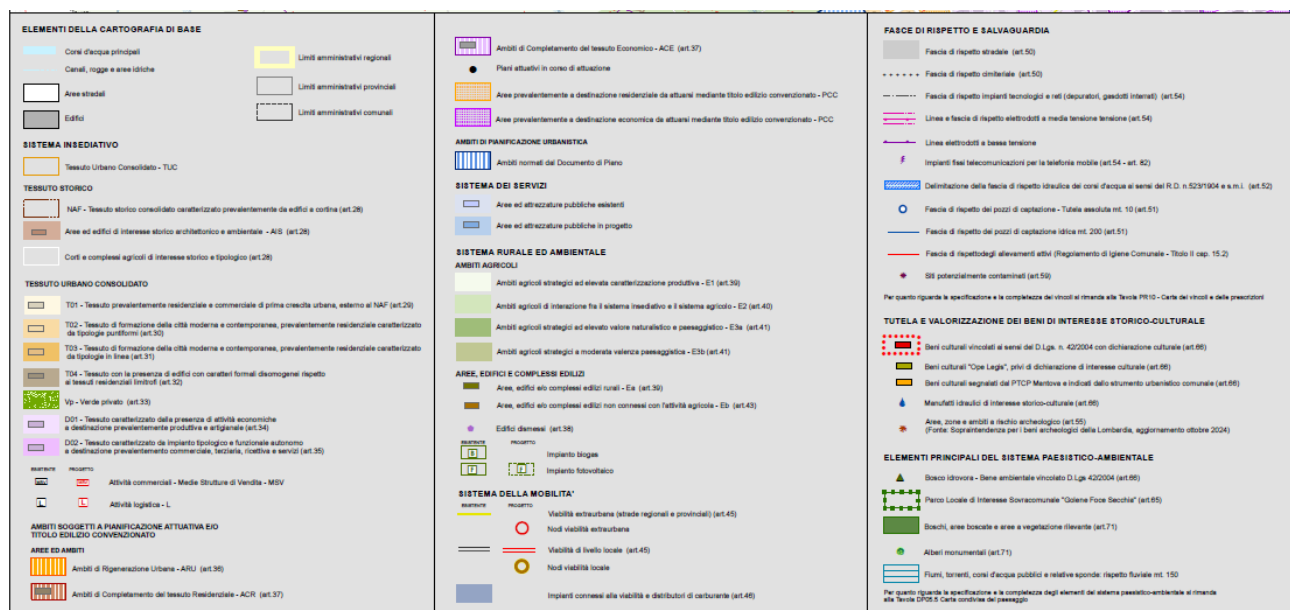 ELEMENTI DELLA CARTOGRAFIA DI BASE
Corsi d'acqua principali
Canali, rogge e aree idriche
Aree stradali
Edifici
Limiti amministrativi regionali
Limiti amministrativi provinciali
Limiti amministrativi comunali
SISTEMA INSEDIATIVO
Tessuto Urbano Consolidato - TUC
TESSUTO STORICO
NAF - Tessuto storico consolidato caratterizzato prevalentemente da edifici a cortina (art.28)
Aree ed edifici di interesse storico architettonico e ambientale - AIS (art.28)
Corti e complessi agricoli di interesse storico e tipologico (art.28)
TESSUTO URBANO CONSOLIDATO
T01 - Tessuto prevalentemente residenziale e commerciale di prima crescita urbana, esterno al NAF (art.29)
T02 - Tessuto di formazione della città moderna e contemporanea, prevalentemente residenziale caratterizzato
da tipologie puntiformi (art.30)
T03 - Tessuto di formazione della città moderna e contemporanea, prevalentemente residenziale caratterizzato
da tipologie in linea (art.31)
T04 - Tessuto con la presenza di edifici con caratteri formali disomogenei rispetto
ai tessuti residenziali limitrofi (art.32)
Vp - Verde privato (art.33)
D01 - Tessuto caratterizzato dalla presenza di attività economiche
a destinazione prevalentemente produttiva e artigianale (art.34)
D02 - Tessuto caratterizzato da impianto tipologico e funzionale autonomo
a destinazione prevalentemente commerciale, terziaria, ricettiva e servizi (art.35)
ESISTENTE PROGETTO
Attività commerciali - Medie Strutture di Vendita - MSV
L L Attività logistica - L
AMBITI SOGGETTI A PIANIFICAZIONE ATTUATIVA E/O
TITOLO EDILIZIO CONVENZIONATO
AREE ED AMBITI
Ambiti di Rigenerazione Urbana - ARU (art.36)
Ambiti di Completamento del tessuto Residenziale - ACR (art.37)
Ambiti di Completamento del tessuto Economico - ACE (art.37)
Piani attuativi in corso di attuazione
Aree prevalentemente a destinazione residenziale da attuarsi mediante titolo edilizio convenzionato - PCC
Aree prevalentemente a destinazione economica da attuarsi mediante titolo edilizio convenzionato - PCC
AMBITI DI PIANIFICAZIONE URBANISTICA
Ambiti normati dal Documento di Piano
SISTEMA DEI SERVIZI
Aree ed attrezzature pubbliche esistenti
Aree ed attrezzature pubbliche in progetto
SISTEMA RURALE ED AMBIENTALE
AMBITI AGRICOLI
Ambiti agricoli strategici ad elevata caratterizzazione produttiva - E1 (art.39)
Ambiti agricoli di interazione fra il sistema insediativo e il sistema agricolo - E2 (art.40)
Ambiti agricoli strategici ad elevato valore naturalistico e paesaggistico - E3a (art.41)
Ambiti agricoli strategici a moderata valenza paesaggistica - E3b (art.41)
AREE, EDIFICI E COMPLESSI EDILIZI
Aree, edifici e/o complessi edilizi rurali - Ea (art.39)
Aree, edifici e/o complessi edilizi non connessi con l'attività agricola - Eb (art.43)
Edifici dismessi (art.38)
ESISTENTE PROGETTO
B Impianto biogas
F F Impianto fotovoltaico
SISTEMA DELLA MOBILITA'
ESISTENTE PROGETTO
Viabilità extraurbana (strade regionali e provinciali) (art.45)
Nodi viabilità extraurbana
Viabilità di livello locale (art.45)
Nodi viabilità locale
Impianti connessi alla viabilità e distributori di carburante (art.46)
FASCE DI RISPETTO E SALVAGUARDIA
Fascia di rispetto stradale (art.50)
Fascia di rispetto cimiteriale (art.50)
Fascia di rispetto impianti tecnologici e reti (depuratori, gasdotti interrati) (art.54)
Linea e fascia di rispetto elettrodotti a media tensione tensione (art.54)
Linea elettrodotti a bassa tensione
Impianti fissi telecomunicazioni per la telefonia mobile (art.54 - art. 82)
Delimitazione della fascia di rispetto idraulica dei corsi d'acqua ai sensi del R.D. n.523/1904 e s.m.i. (art.52)
Fascia di rispetto dei pozzi di captazione - Tutela assoluta mt. 10 (art.51)
Fascia di rispetto dei pozzi di captazione idrica mt. 200 (art.51)
Fascia di rispettodegli allevamenti attivi (Regolamento di Igiene Comunale - Titolo II cap. 15.2)
Siti potenzialmente contaminati (art.59)
Per quanto riguarda la specificazione e la completezza dei vincoli si rimanda alla Tavola PR10 - Carta dei vincoli e delle prescrizioni
TUTELA E VALORIZZAZIONE DEI BENI DI INTERESSE STORICO-CULTURALE
Beni culturali vincolati ai sensi del D.Lgs. n. 42/2004 con dichiarazione culturale (art.66)
Beni culturali "Ope Legis", privi di dichiarazione di interesse culturale (art.66)
Beni culturali segnalati dal PTCP Mantova e indicati dallo strumento urbanistico comunale (art.66)
Manufatti idraulici di interesse storico-culturale (art.66)
Aree, zone e ambiti a rischio archeologico (art.55)
(Fonte: Sopraintendenza per i beni archeologici della Lombardia, aggiornamento ottobre 2024)
ELEMENTI PRINCIPALI DEL SISTEMA PAESISTICO-AMBIENTALE
Bosco idrovora - Bene ambientale vincolato D.Lgs 42/2004 (art.66)
Parco Locale di Interesse Sovracomunale "Golene Foce Secchia" (art.65)
Boschi, aree boscate e aree a vegetazione rilevante (art.71)
Alberi monumentali (art.71)
Fiumi, torrenti, corsi d'acqua pubblici e relative sponde: rispetto fluviale mt. 150
Per quanto riguarda la specificazione e la completezza degli elementi del sistema paesistico-ambientale si rimanda
alla Tavola DP05.5 Carta condivisa del paesaggio